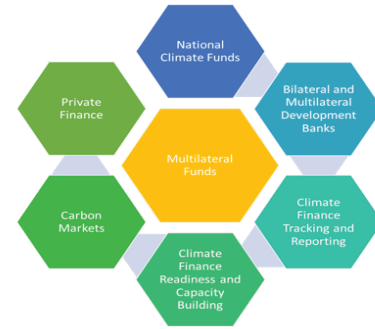 National
Climate Funds
Private
Finance
Bilateral and
Multilateral
Development
Banks
Multilateral
Funds
Carbon
Markets
Climate
Finance
Tracking and
Reporting
Climate
Finance
Readiness and
Capacity
Building